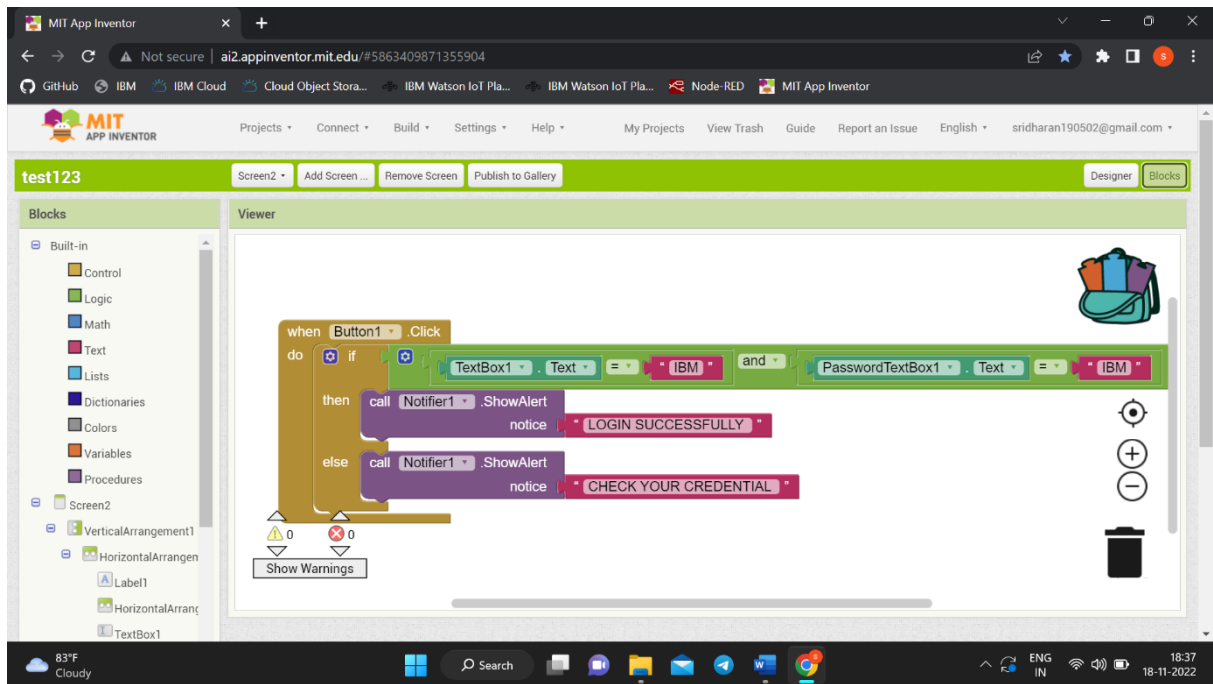 MIT App Inventor
Not secure | ai2.appinventor.mit.edu/#5863409871355904
S
GitHub IBM IBM Cloud Cloud Object Stora... IBM Watson IoT Pla... IBM Watson IoT Pla... Node-RED MIT App Inventor
MIT
APP INVENTOR
Projects Connect Build Settings Help My Projects View Trash Guide Report an Issue English sridharan190502@gmail.com
test123 Screen2 Add Screen ... Remove Screen Publish to Gallery Designer Blocks
Blocks Viewer
Built-in
Control
Logic
Math
Text
Lists
Dictionaries
Colors
Variables
Procedures
Screen2
VerticalArrangement1
HorizontalArrangen
A Label1
HorizontalArrang
TextBox1
when Button1 .Click
do if TextBox1 . Text = " IBM " and PasswordTextBox1 . Text = " IBM "
then call Notifier1 .ShowAlert
notice " LOGIN SUCCESSFULLY "
else call Notifier1 .ShowAlert
notice " CHECK YOUR CREDENTIAL "
0 0
Show Warnings
83°F
Cloudy
Search
W
S
ENG
IN
18:37
18-11-2022